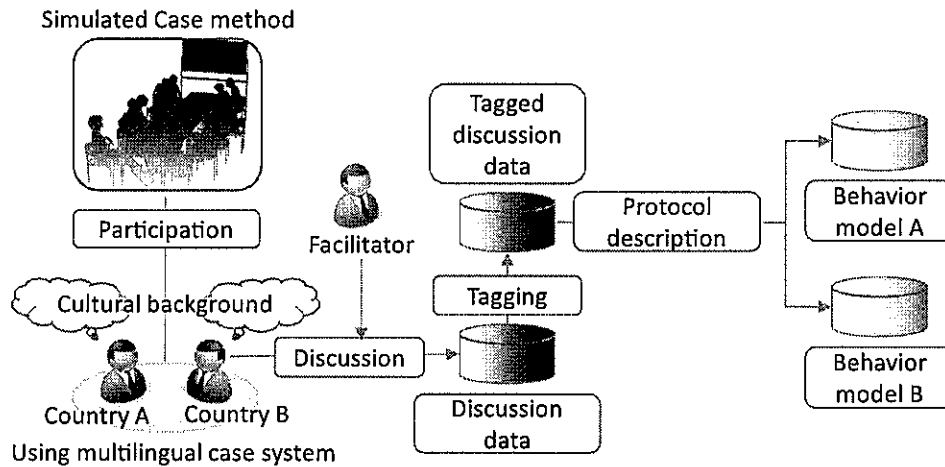 Simulated Case method
Participation
Cultural background
Country A
Country B
Using multilingual case system
Facilitator
Discussion
Tagged
discussion
data
Tagging
Discussion
data
Protocol
description
Behavior
model A
Behavior
model B